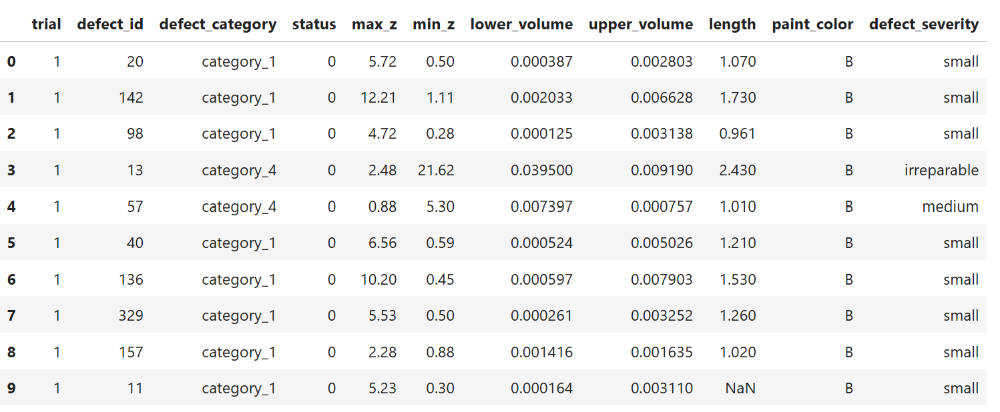 trial defect_id defect_category status max_z min_z lower_volume upper_volume length paint_color defect_severity
0 1 20 category_1 0 5.72 0.50 0.000387 0.002803 1.070 B small
1 1 142 category_1 0 12.21 1.11 0.002033 0.006628 1.730 B small
2 1 98 category_1 0 4.72 0.28 0.000125 0.003138 0.961 B small
3 1 13 category_4 0 2.48 21.62 0.039500 0.009190 2.430 B irreparable
4 1 57 category_4 0 0.88 5.30 0.007397 0.000757 1.010 B medium
5 1 40 category_1 0 6.56 0.59 0.000524 0.005026 1.210 B small
6 1 136 category_1 0 10.20 0.45 0.000597 0.007903 1.530 B small
7 1 329 category_1 0 5.53 0.50 0.000261 0.003252 1.260 B small
8 1 157 category_1 0 2.28 0.88 0.001416 0.001635 1.020 B small
9 1 11 category_1 0 5.23 0.30 0.000164 0.003110 NaN B small